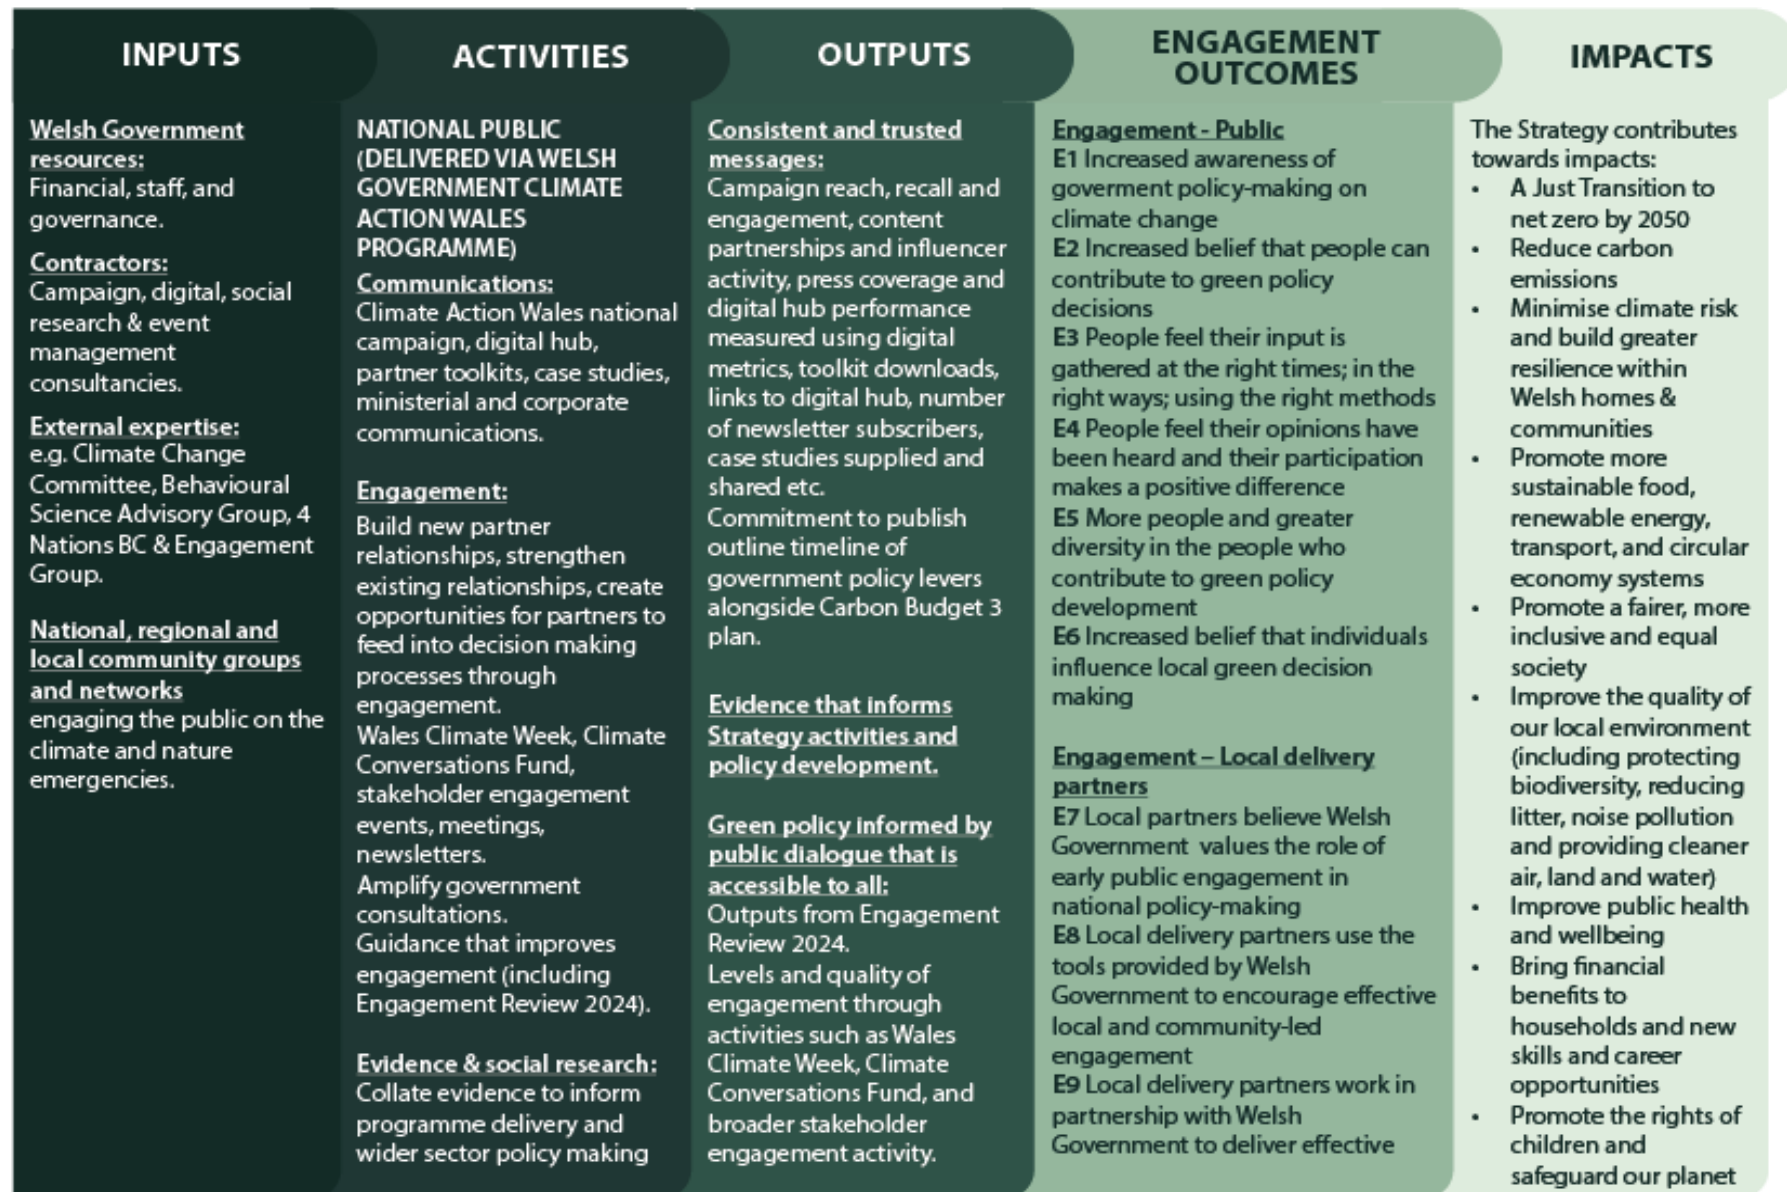 INPUTS
Welsh Government
resources:
Financial, staff, and
governance.
Contractors:
Campaign, digital, social
research & event
management
consultancies.
External expertise:
e.g. Climate Change
Committee, Behavioural
Science Advisory Group, 4
Nations BC & Engagement
Group.
National, regional and
local community groups
and networks
engaging the public on the
climate and nature
emergencies.
ACTIVITIES
NATIONAL PUBLIC
(DELIVERED VIA WELSH
GOVERNMENT CLIMATE
ACTION WALES
PROGRAMME)
Communications:
Climate Action Wales national
campaign, digital hub,
partner toolkits, case studies,
ministerial and corporate
communications.
Engagement:
Build new partner
relationships, strengthen
existing relationships, create
opportunities for partners to
feed into decision making
processes through
engagement.
Wales Climate Week, Climate
Conversations Fund,
stakeholder engagement
events, meetings,
newsletters.
Amplify government
consultations.
Guidance that improves
engagement (including
Engagement Review 2024).
Evidence & social research:
Collate evidence to inform
programme delivery and
wider sector policy making
OUTPUTS
Consistent and trusted
messages:
Campaign reach, recall and
engagement, content
partnerships and influencer
activity, press coverage and
digital hub performance
measured using digital
metrics, toolkit downloads,
links to digital hub, number
of newsletter subscribers,
case studies supplied and
shared etc.
Commitment to publish
outline timeline of
government policy levers
alongside Carbon Budget 3
plan.
Evidence that informs
Strategy activities and
policy development.
Green policy informed by
public dialogue that is
accessible to all:
Outputs from Engagement
Review 2024.
Levels and quality of
engagement through
activities such as Wales
Climate Week, Climate
Conversations Fund, and
broader stakeholder
engagement activity.
ENGAGEMENT
OUTCOMES
Engagement - Public
E1 Increased awareness of
goverment policy-making on
climate change
E2 Increased belief that people can
contribute to green policy
decisions
E3 People feel their input is
gathered at the right times; in the
right ways; using the right methods
E4 People feel their opinions have
been heard and their participation
makes a positive difference
E5 More people and greater
diversity in the people who
contribute to green policy
development
E6 Increased belief that individuals
influence local green decision
making
Engagement – Local delivery
partners
E7 Local partners believe Welsh
Government values the role of
early public engagement in
national policy-making
E8 Local delivery partners use the
tools provided by Welsh
Government to encourage effective
local and community-led
engagement
E9 Local delivery partners work in
partnership with Welsh
Government to deliver effective
IMPACTS
The Strategy contributes
towards impacts:
• A Just Transition to
net zero by 2050
• Reduce carbon
emissions
• Minimise climate risk
and build greater
resilience within
Welsh homes &
communities
• Promote more
sustainable food,
renewable energy,
transport, and circular
economy systems
• Promote a fairer, more
inclusive and equal
society
• Improve the quality of
our local environment
(including protecting
biodiversity, reducing
litter, noise pollution
and providing cleaner
air, land and water)
• Improve public health
and wellbeing
• Bring financial
benefits to
households and new
skills and career
opportunities
• Promote the rights of
children and
safeguard our planet